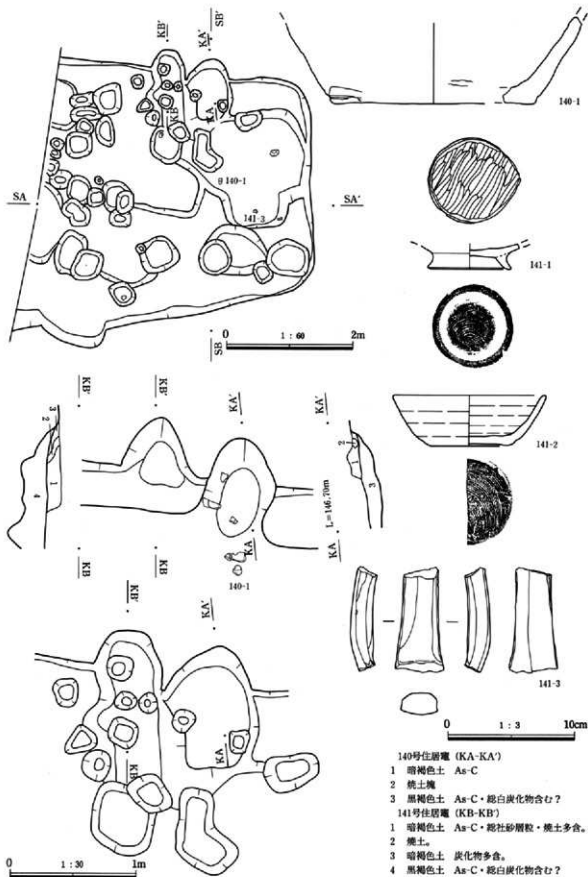 SB′
KB′
KA′
KB
KA
140-1
140-1
141-3
SA
SA′
SB
0 1 : 60 2m
141-1
141-2
KB′
KB′
KA′
KA′
3
2
1
4
2
3
L=146.70m
KB
KB
KA
KA
140-1
KB′
KA′
KA
KB
141-3
0 1 : 3 10cm
0 1 : 30 1m
140号住居竈 (KA-KA′)
1 暗褐色土 As-C
2 焼土塊
3 黒褐色土 As-C・総白炭化物含む?
141号住居竈 (KB-KB′)
1 暗褐色土 As-C・総社砂層粒・焼土多含。
2 焼土。
3 暗褐色土 炭化物多含。
4 黒褐色土 As-C・総白炭化物含む?